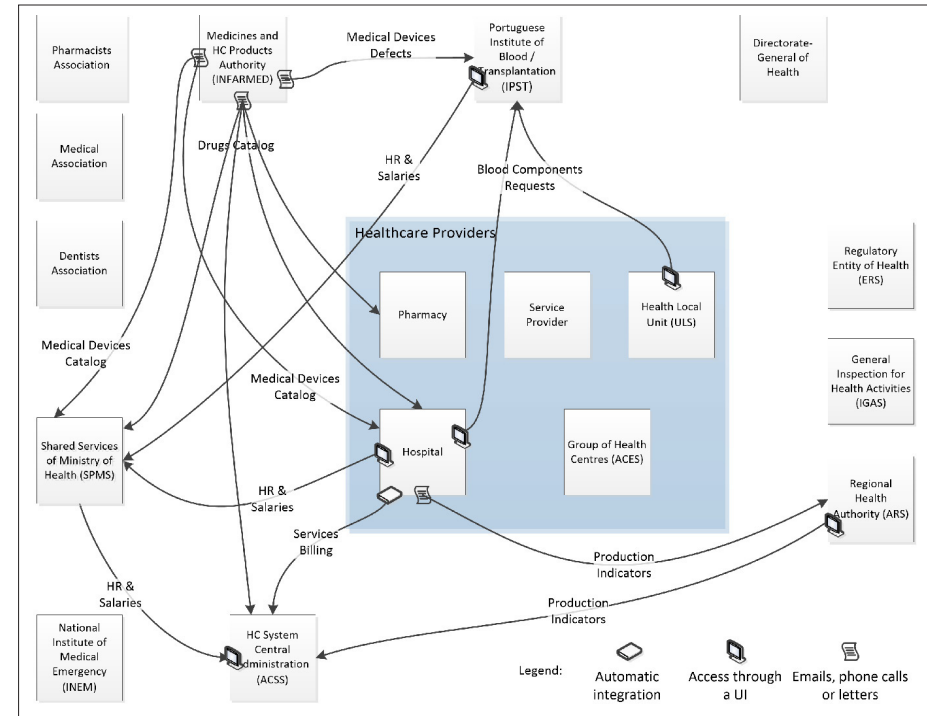 Pharmacists
Association
Medicines and
HC Products
Authority
(INFARMED)
Medical Devices
Defects
Portuguese
Institute of
Blood /
Transplantation
(IPST)
Directorate-
General of
Health
Medical
Association
Drugs Catalog
HR &
Salaries
Blood Components
Requests
Dentists
Association
Healthcare Providers
Regulatory
Entity of Health
(ERS)
Pharmacy
Service
Provider
Health Local
Unit (ULS)
Medical Devices
Catalog
General
Inspection for
Health Activities
(IGAS)
Medical Devices
Catalog
Shared Services
of Ministry of
Health (SPMS)
Hospital
Group of Health
Centres (ACES)
Regional
Health
Authority (ARS)
HR &
Salaries
Services
Billing
Production
Indicators
HR &
Salaries
Production
Indicators
National
Institute of
Medical
Emergency
(INEM)
HC System
Central
Administration
(ACSS)
Legend:
Automatic
integration
Access through
a UI
Emails, phone calls
or letters